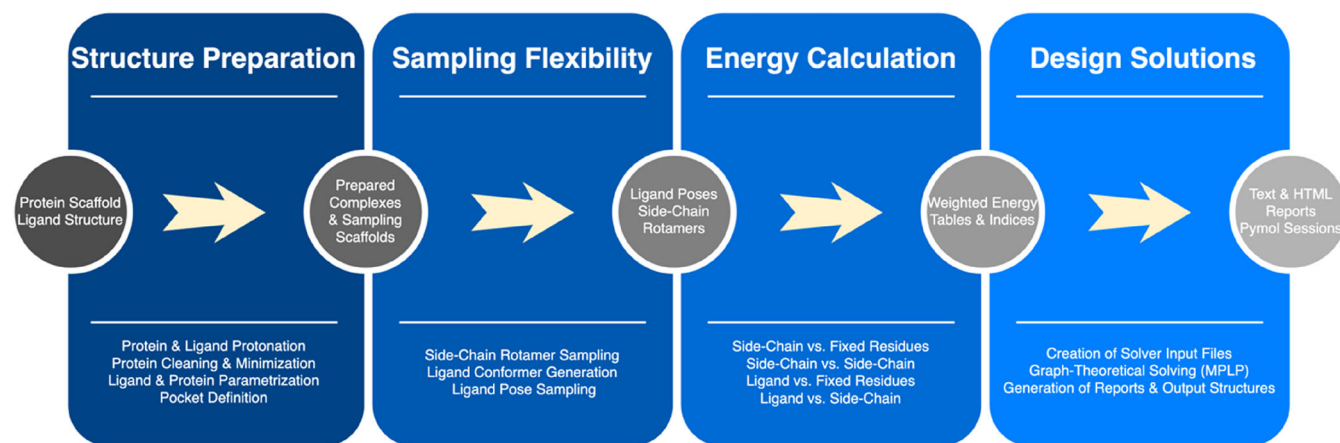 Structure Preparation
Sampling Flexibility
Energy Calculation
Design Solutions
Protein Scaffold
Ligand Structure
Prepared
Complexes
& Sampling
Scaffolds
Ligand Poses
Side-Chain
Rotamers
Weighted Energy
Tables & Indices
Text & HTML
Reports
Pymol Sessions
Protein & Ligand Protonation
Protein Cleaning & Minimization
Ligand & Protein Parametrization
Pocket Definition
Side-Chain Rotamer Sampling
Ligand Conformer Generation
Ligand Pose Sampling
Side-Chain vs. Fixed Residues
Side-Chain vs. Side-Chain
Ligand vs. Fixed Residues
Ligand vs. Side-Chain
Creation of Solver Input Files
Graph-Theoretical Solving (MPLP)
Generation of Reports & Output Structures